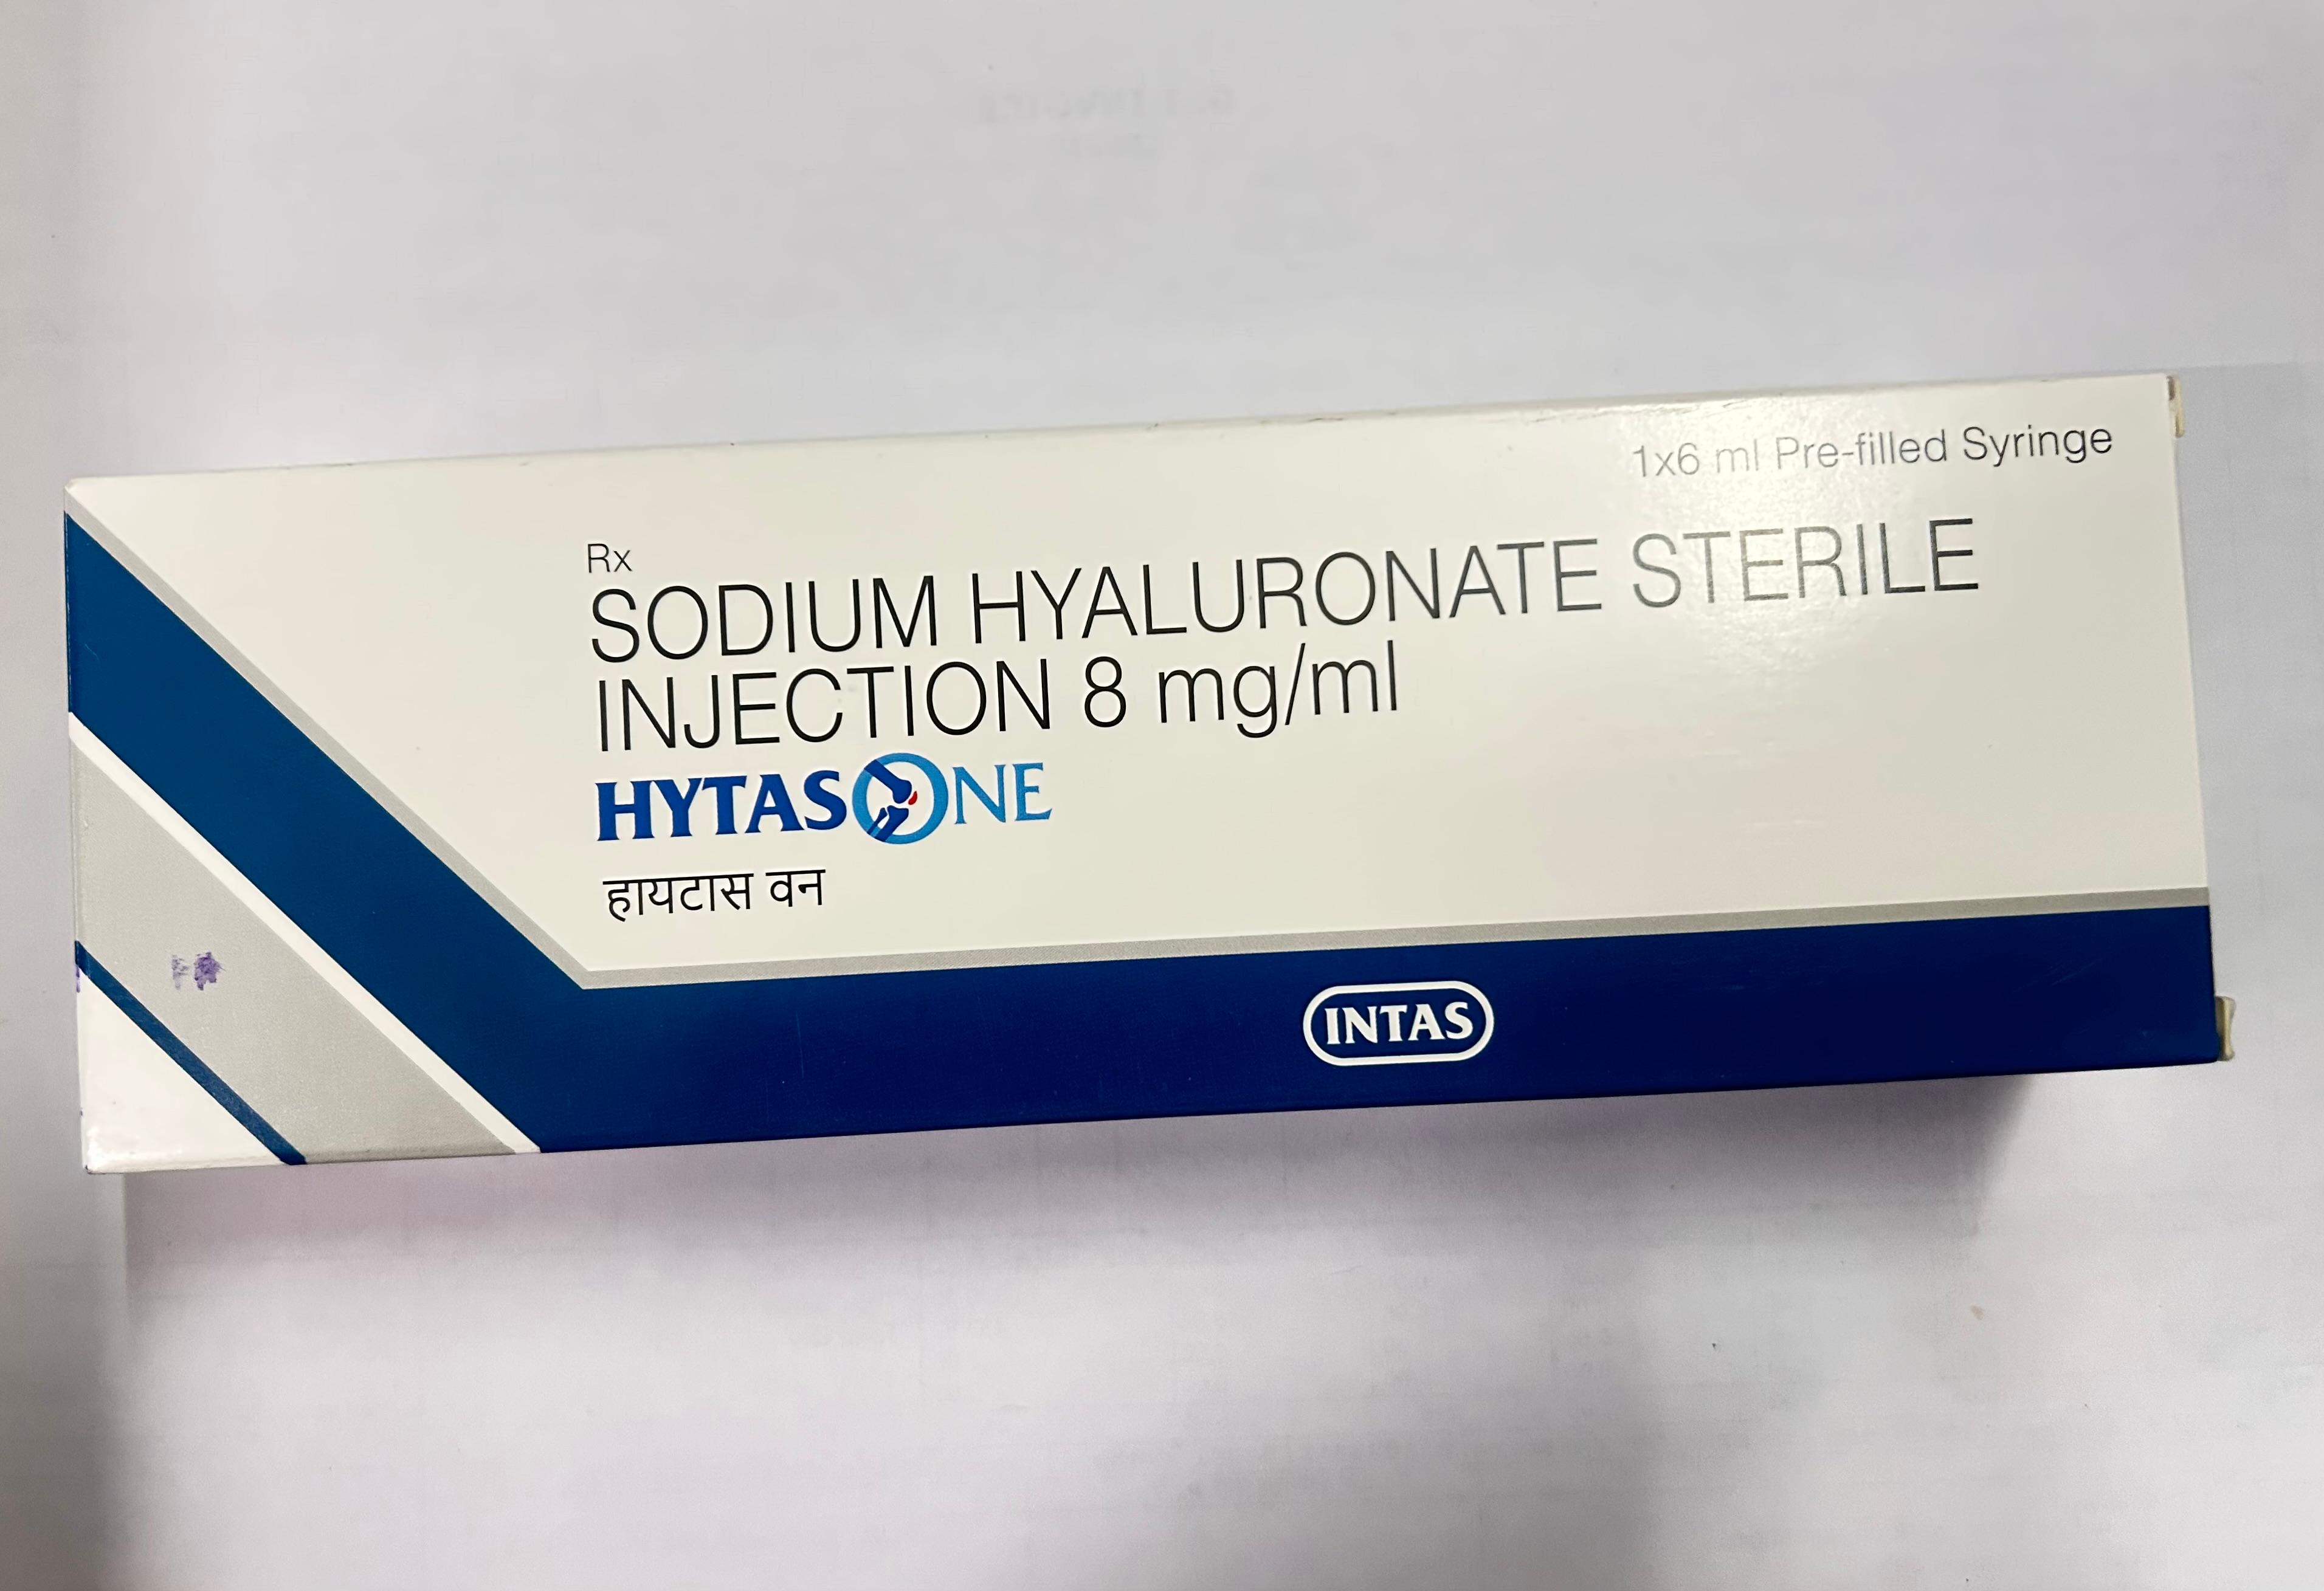 1x6 ml Pre-filled Syringe
Rx
SODIUM HYALURONATE STERILE
INJECTION 8 mg/ml
HYTASONE
हायटास वन
INTAS